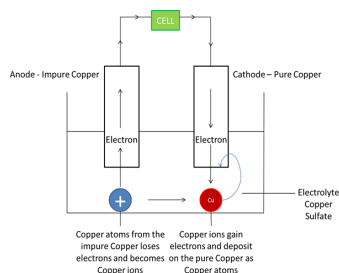 CELL
Anode - Impure Copper
Cathode – Pure Copper
Electron
Electron
+
Cu
Electrolyte
Copper
Sulfate
Copper atoms from the
impure Copper loses
electrons and becomes
Copper ions
Copper ions gain
electrons and deposit
on the pure Copper as
Copper atoms